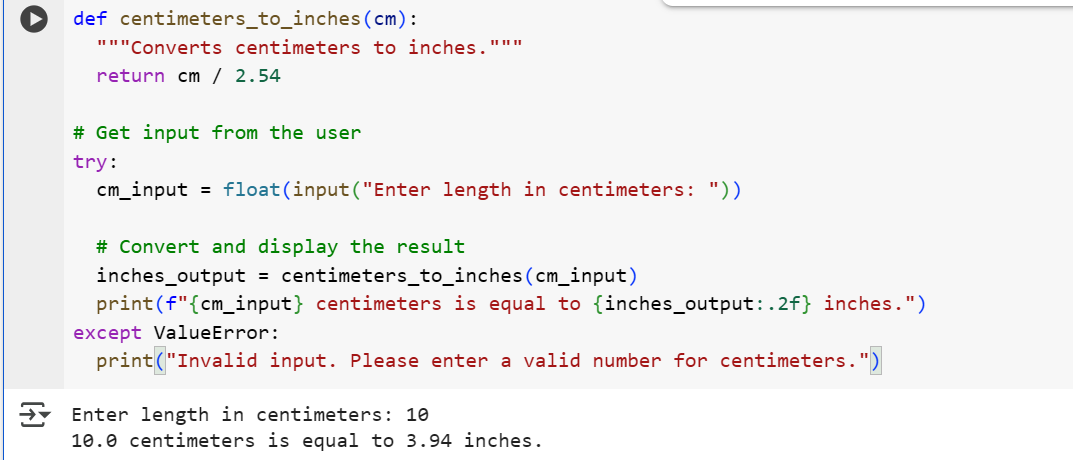 def centimeters_to_inches(cm):
  """Converts centimeters to inches."""
  return cm / 2.54

# Get input from the user
try:
  cm_input = float(input("Enter length in centimeters: "))

  # Convert and display the result
  inches_output = centimeters_to_inches(cm_input)
  print(f"{cm_input} centimeters is equal to {inches_output:.2f} inches.")
except ValueError:
  print("Invalid input. Please enter a valid number for centimeters.")
Enter length in centimeters: 10
10.0 centimeters is equal to 3.94 inches.